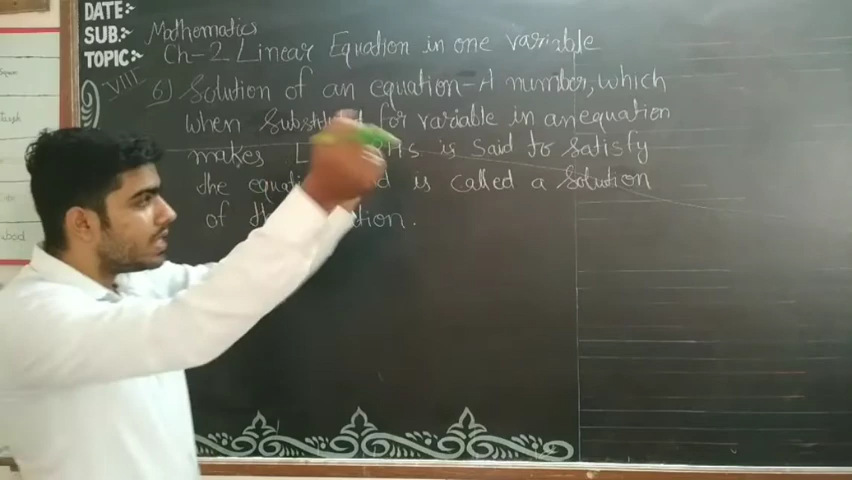 DATE:-
SUB.:- Mathematics
TOPIC:- Ch-2 Linear Equation in one variable
VIII
6) Solution of an equation - A number, which
when for variable in an equation
makes is said to satisfy
the is called a Solution
of